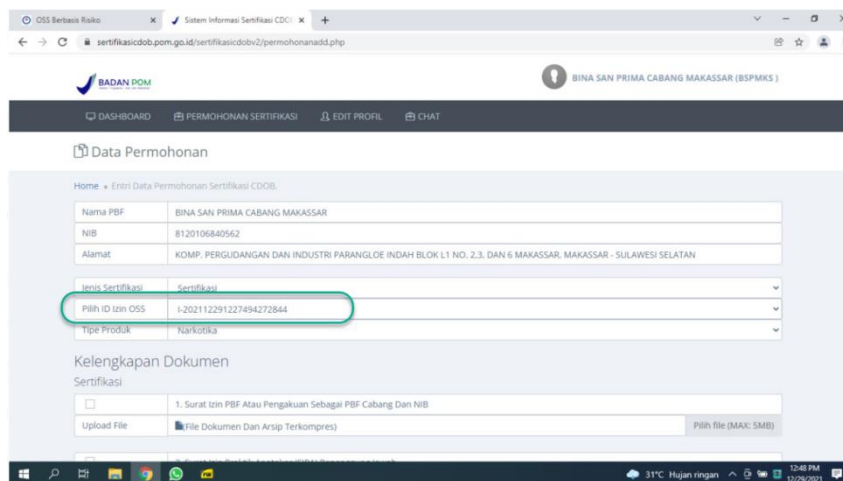 OSS Berbasis Risiko
Sistem Informasi Sertifikasi CDOB
sertifikasicdob.pom.go.id/sertifikasicdobv2/permohonanadd.php
BADAN POM
BINA SAN PRIMA CABANG MAKASSAR (BSPMKS )
DASHBOARD PERMOHONAN SERTIFIKASI EDIT PROFIL CHAT
Data Permohonan
Home Entri Data Permohonan Sertifikasi CDOB.
Nama PBF BINA SAN PRIMA CABANG MAKASSAR
NIB 8120106840562
Alamat KOMP. PERGUDANGAN DAN INDUSTRI PARANGLOE INDAH BLOK L1 NO. 2,3, DAN 6 MAKASSAR, MAKASSAR - SULAWESI SELATAN
Jenis Sertifikasi Sertifikasi
Pilih ID Izin OSS I-202112291227494272844
Tipe Produk Narkotika
Kelengkapan Dokumen
Sertifikasi
1. Surat Izin PBF Atau Pengakuan Sebagai PBF Cabang Dan NIB
Upload File (File Dokumen Dan Arsip Terkompres) Pilih file (MAX: 5MB)
31°C Hujan ringan
12:48 PM
12/29/2021